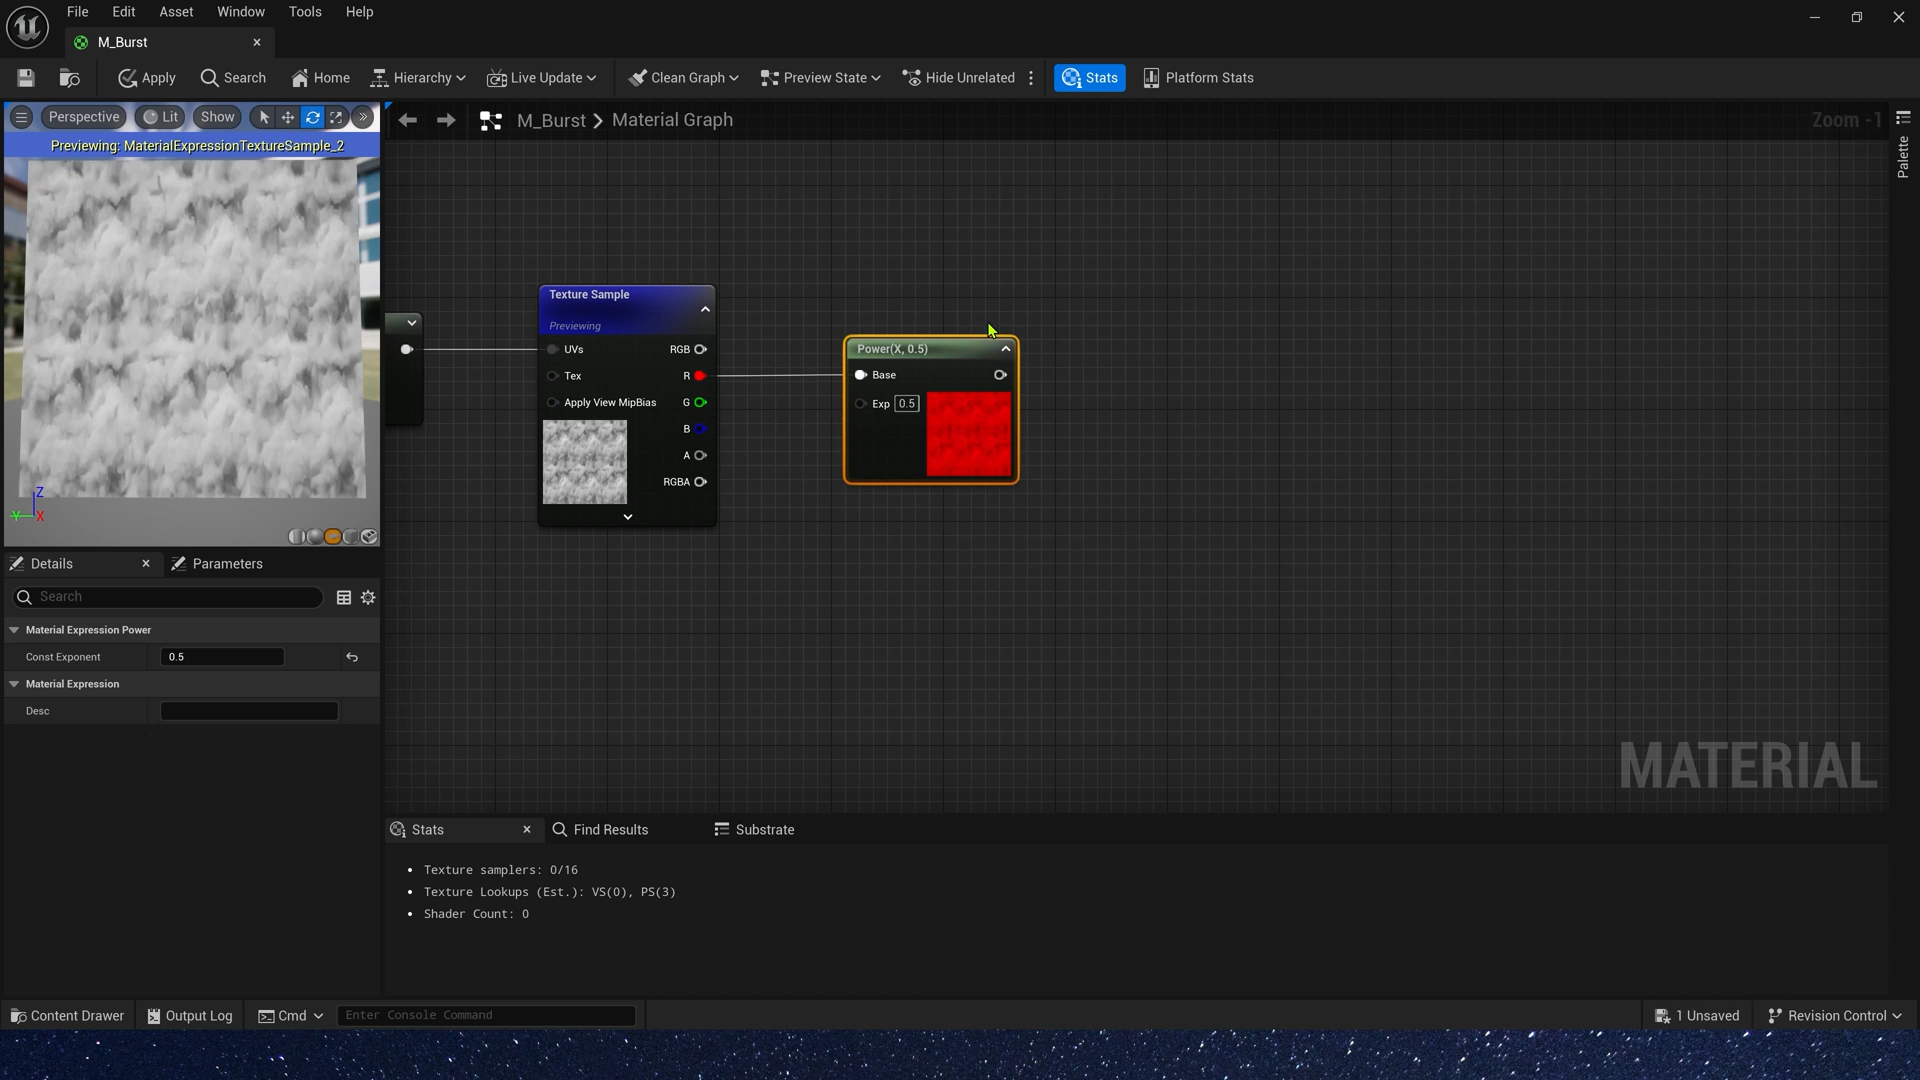 File Edit Asset Window Tools Help
M_Burst
Apply Search Home Hierarchy Live Update Clean Graph Preview State Hide Unrelated Stats Platform Stats
Perspective Lit Show
M_Burst Material Graph
Zoom -1
Palette
Previewing: MaterialExpressionTextureSample_2
Z
Y X
Texture Sample
Previewing
UVs RGB
Tex R
Apply View MipBias G
B
A
RGBA
Power(X, 0.5)
Base
Exp 0.5
MATERIAL
Details Parameters
Search
Material Expression Power
Const Exponent 0.5
Material Expression
Desc
Stats Find Results Substrate
Texture samplers: 0/16
Texture Lookups (Est.): VS(0), PS(3)
Shader Count: 0
Content Drawer Output Log Cmd Enter Console Command 1 Unsaved Revision Control